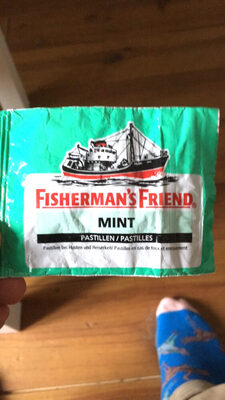 FISHERMAN'S FRIEND
MINT
PASTILLEN / PASTILLES
Pastillen bei Husten und Heiserkeit/ Pastilles en cas de toux et enrouement